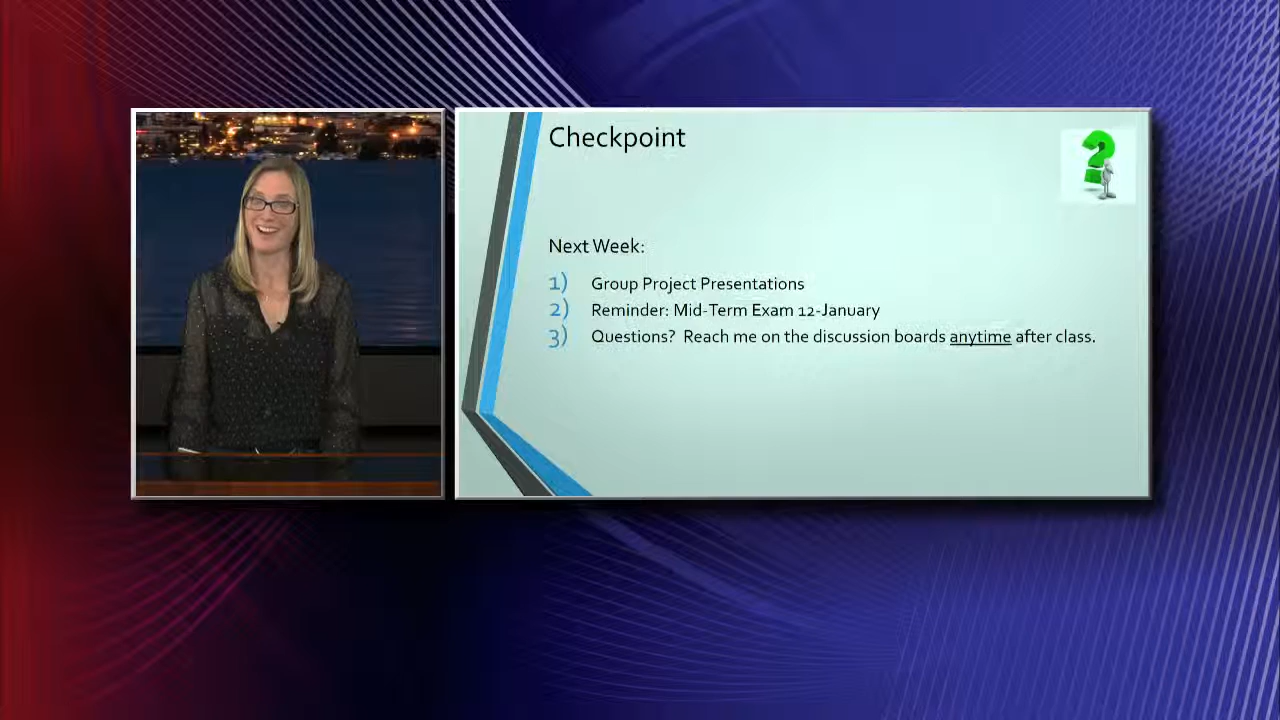 Checkpoint
Next Week:
1) Group Project Presentations
2) Reminder: Mid-Term Exam 12-January
3) Questions?  Reach me on the discussion boards anytime after class.